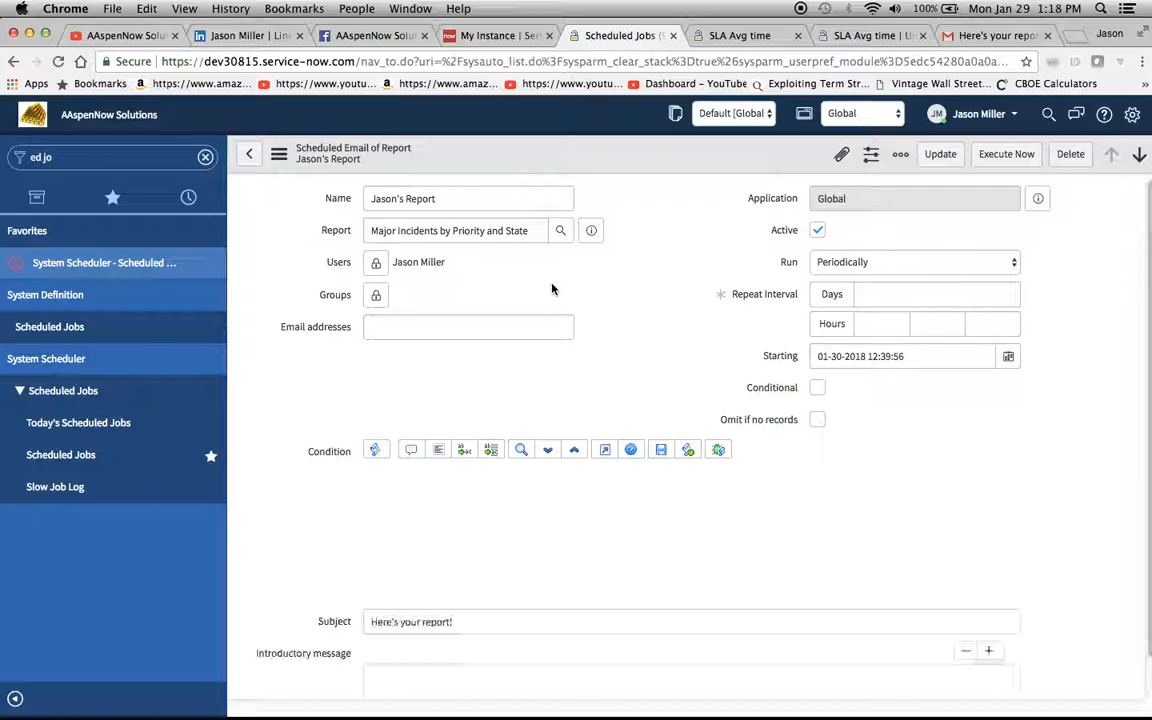 Chrome File Edit View History Bookmarks People Window Help 100% Mon Jan 29 1:18 PM
AAspenNow Solu Jason Miller | Lin AAspenNow Solu My Instance | Serv Scheduled Jobs (S SLA Avg time SLA Avg time | U Here's your repo Jason
Secure https://dev30815.service-now.com/nav_to.do?uri=%2Fsysauto_list.do%3Fsysparm_clear_stack%3Dtrue%26sysparm_userpref_module%3D5edc54280a0a0a...
Apps Bookmarks https://www.amaz... https://www.youtu... https://www.amaz... https://www.youtu... Dashboard - YouTube Exploiting Term Str... Vintage Wall Street... CBOE Calculators »
AAspenNow Solutions Default [Global Global JM Jason Miller
ed jo
Scheduled Email of Report
Jason's Report
Update Execute Now Delete
Favorites
System Scheduler - Scheduled ...
System Definition
Scheduled Jobs
System Scheduler
Scheduled Jobs
Today's Scheduled Jobs
Scheduled Jobs
Slow Job Log
Name Jason's Report
Report Major Incidents by Priority and State
Users Jason Miller
Groups
Email addresses
Application Global
Active
Run Periodically
Repeat Interval Days
Hours
Starting 01-30-2018 12:39:56
Conditional
Omit if no records
Condition
Subject Here's your report!
Introductory message